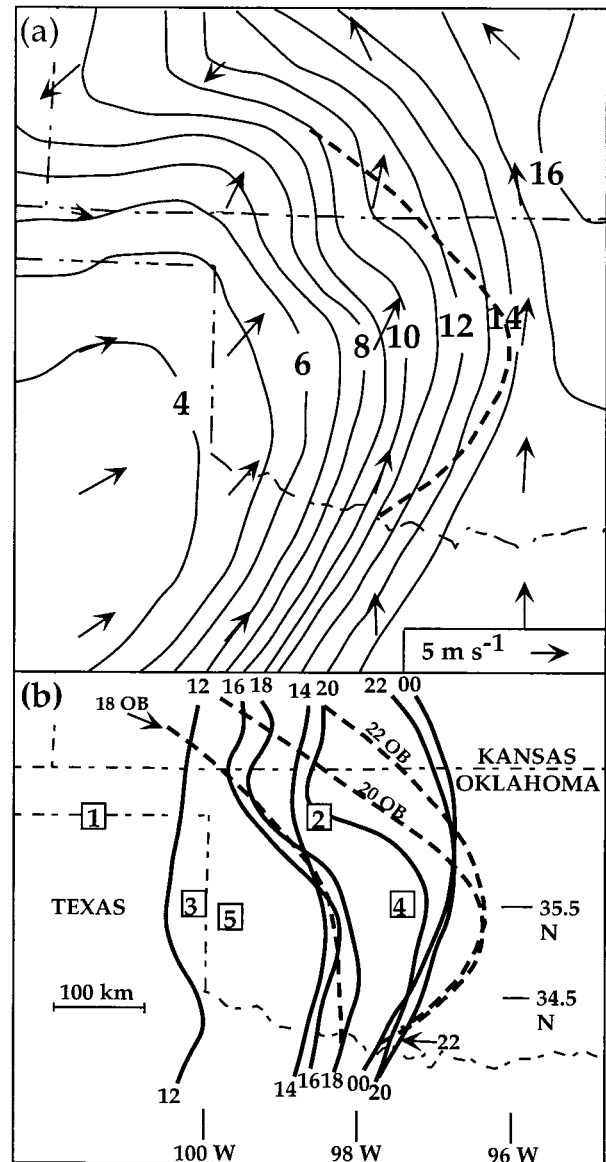 (a)
16
14
12
10
8
6
4
5 m s⁻¹
(b)
18 OB
12 16 18 14 20 22 00
22 OB
KANSAS
OKLAHOMA
20 OB
1
2
TEXAS
3
5
4
35.5
N
100 km
34.5
N
22
12
14 16 18 00 20
100 W 98 W 96 W